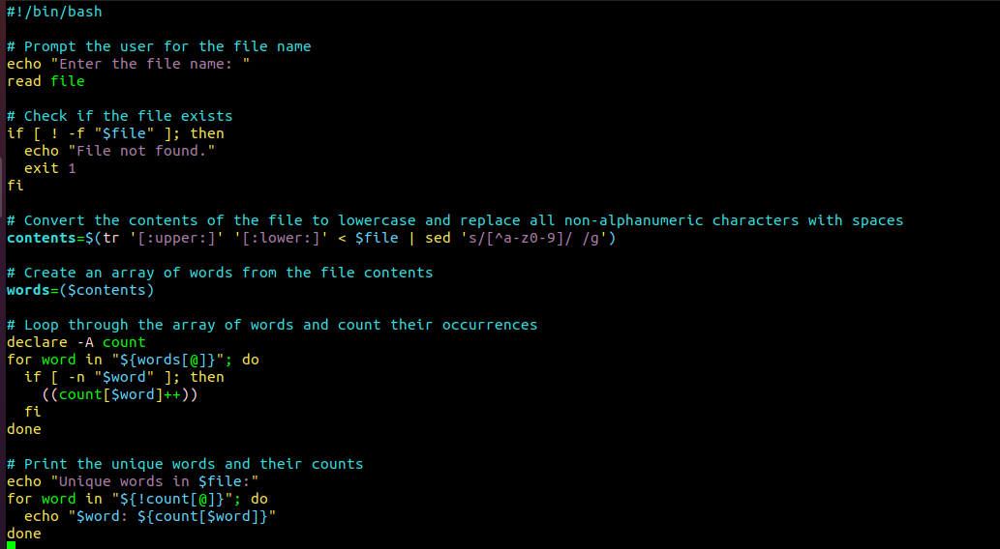 #!/bin/bash

# Prompt the user for the file name
echo "Enter the file name: "
read file

# Check if the file exists
if [ ! -f "$file" ]; then
  echo "File not found."
  exit 1
fi

# Convert the contents of the file to lowercase and replace all non-alphanumeric characters with spaces
contents=$(tr '[:upper:]' '[:lower:]' < $file | sed 's/[^a-z0-9]/ /g')

# Create an array of words from the file contents
words=($contents)

# Loop through the array of words and count their occurrences
declare -A count
for word in "${words[@]}"; do
  if [ -n "$word" ]; then
    ((count[$word]++))
  fi
done

# Print the unique words and their counts
echo "Unique words in $file:"
for word in "${!count[@]}"; do
  echo "$word: ${count[$word]}"
done